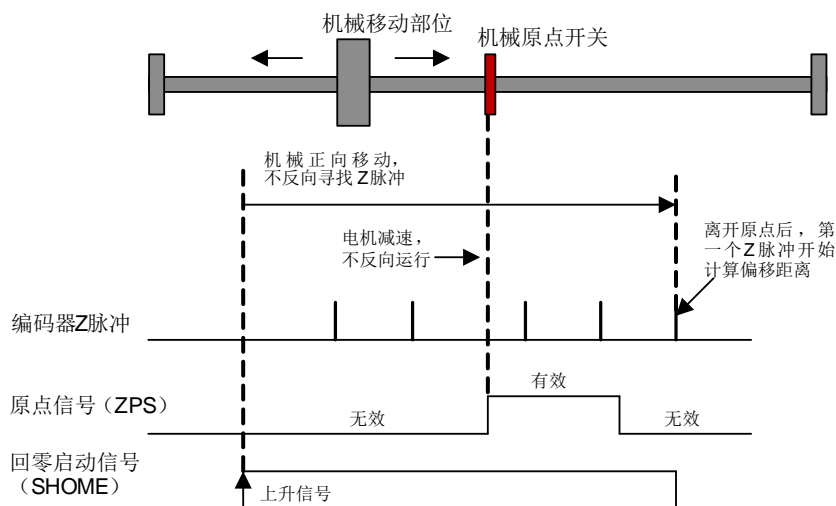 机械移动部位
机械原点开关
机械正向移动，
不反向寻找Z脉冲
电机减速，
不反向运行
离开原点后，第
一个Z脉冲开始
计算偏移距离
编码器Z脉冲
原点信号（ZPS）
无效
有效
无效
回零启动信号
（SHOME）
上升信号